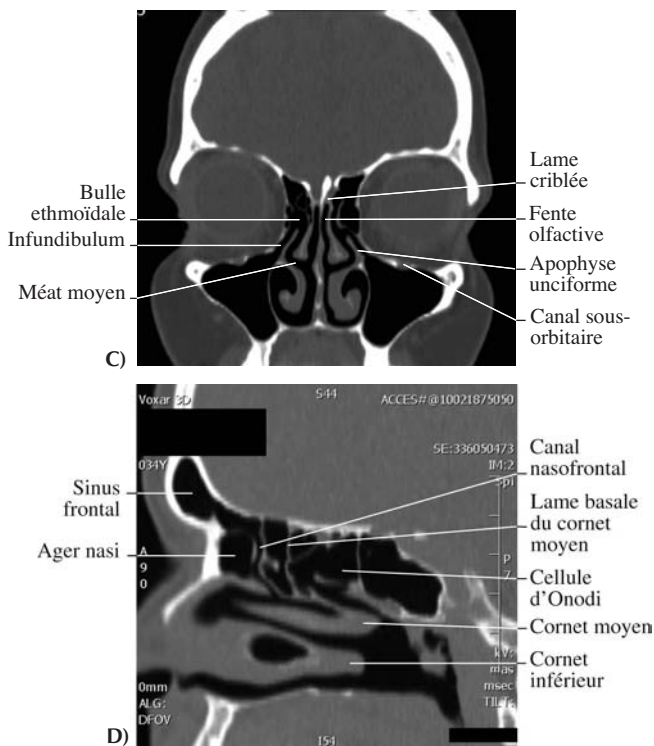 Bulle
ethmoïdale
Infundibulum
Méat moyen
Lame
criblée
Fente
olfactive
Apophyse
unciforme
Canal sous-
orbitaire
C)
Voxar 3D
S44
ACCES# @10021875050
034Y
SE:336050473
IM:2
Spi
Sinus
frontal
Ager nasi
A
9
0
P
7
Canal
nasofrontal
Lame basale
du cornet
moyen
Cellule
d'Onodi
Cornet moyen
Cornet
inférieur
kV:
mas
msec
TILT:
0mm
ALG:
DFOV
I54
D)